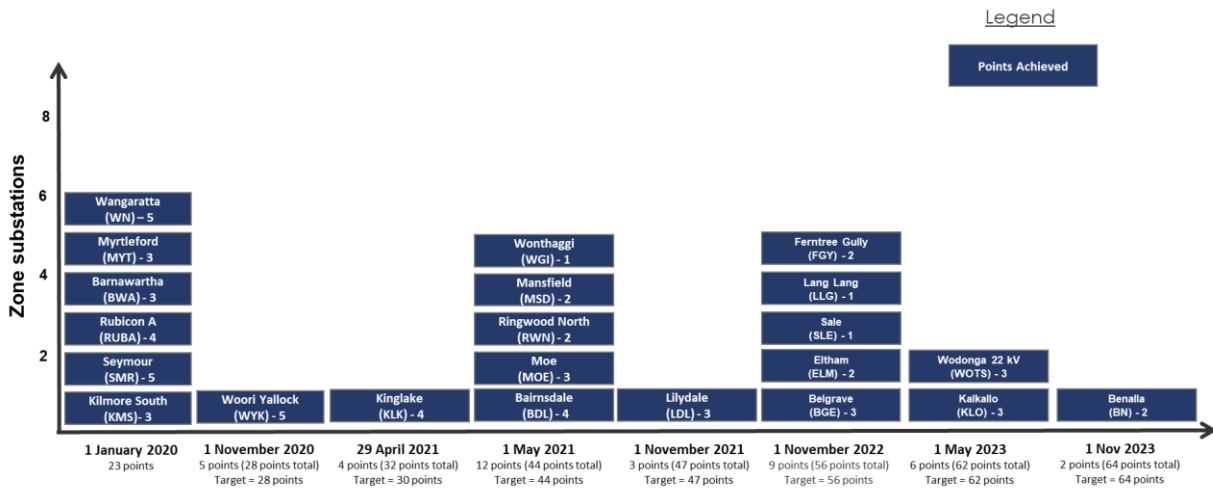 Legend
Points Achieved
Zone substations
8
6
4
2
Wangaratta
(WN) – 5
Myrtleford
(MYT) - 3
Barnawartha
(BWA) - 3
Rubicon A
(RUBA) - 4
Seymour
(SMR) - 5
Kilmore South
(KMS) - 3
Woori Yallock
(WYK) - 5
Kinglake
(KLK) - 4
Wonthaggi
(WGI) - 1
Mansfield
(MSD) - 2
Ringwood North
(RWN) - 2
Moe
(MOE) - 3
Bairnsdale
(BDL) - 4
Lilydale
(LDL) - 3
Ferntree Gully
(FGY) - 2
Lang Lang
(LLG) - 1
Sale
(SLE) - 1
Eltham
(ELM) - 2
Belgrave
(BGE) - 3
Wodonga 22 kV
(WOTS) - 3
Kalkallo
(KLO) - 3
Benalla
(BN) - 2
1 January 2020
23 points
1 November 2020
5 points (28 points total)
Target = 28 points
29 April 2021
4 points (32 points total)
Target = 30 points
1 May 2021
12 points (44 points total)
Target = 44 points
1 November 2021
3 points (47 points total)
Target = 47 points
1 November 2022
9 points (56 points total)
Target = 56 points
1 May 2023
6 points (62 points total)
Target = 62 points
1 Nov 2023
2 points (64 points total)
Target = 64 points